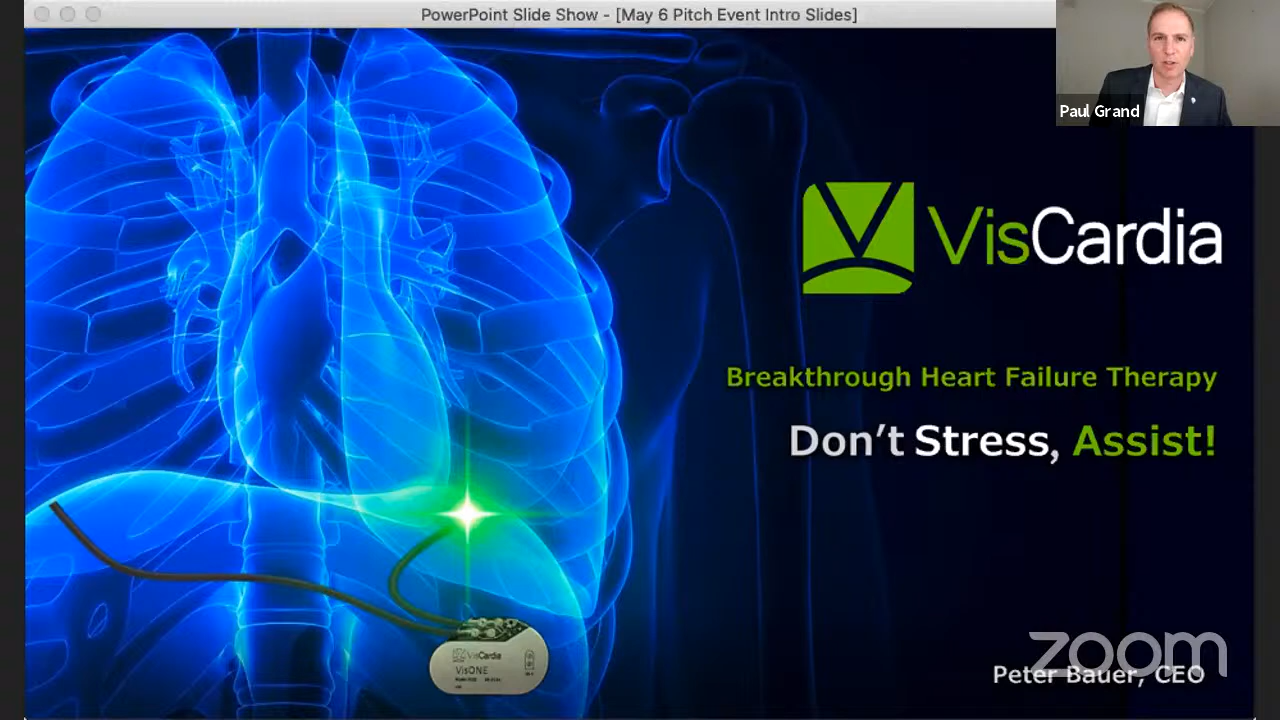 PowerPoint Slide Show - [May 6 Pitch Event Intro Slides]
Paul Grand
VisCardia
Breakthrough Heart Failure Therapy
Don't Stress, Assist!
VisCardia
VisONE
zoom
Peter Bauer, CEO